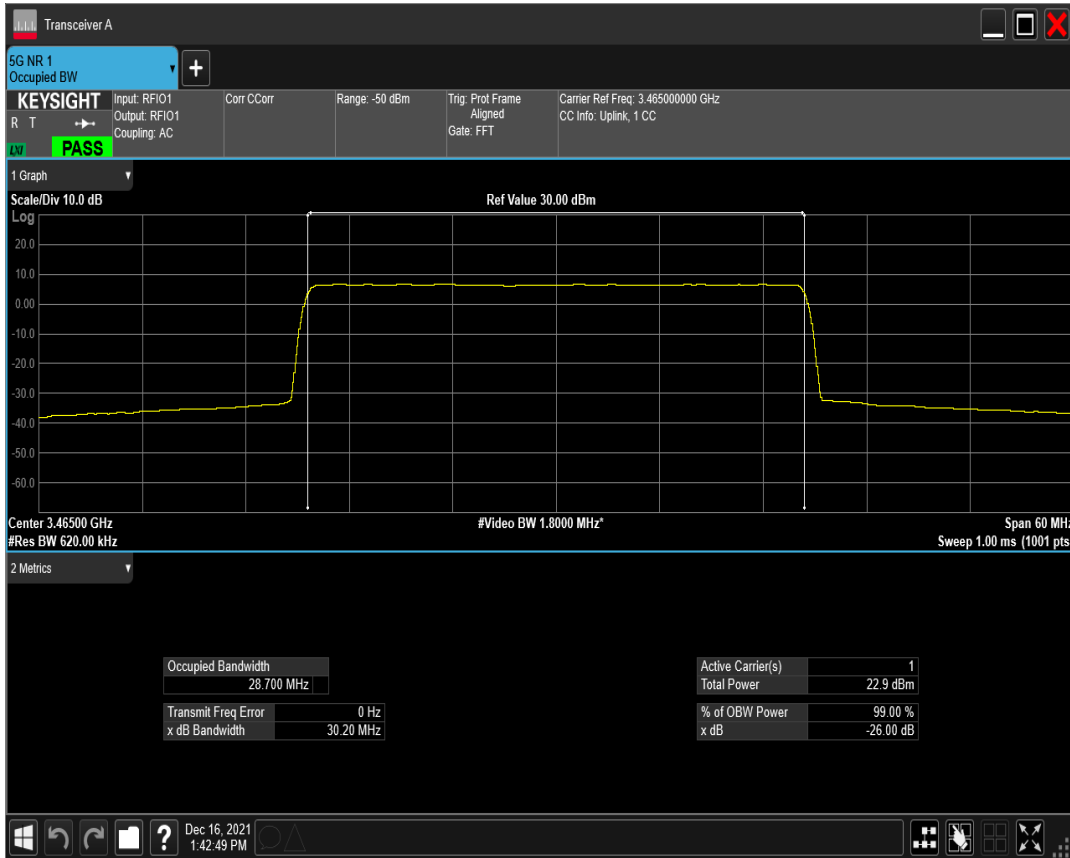 Transceiver A
5G NR 1
Occupied BW
KEYSIGHT
R T
LXI
PASS
Input: RFIO1
Output: RFIO1
Coupling: AC
Corr CCorr
Range: -50 dBm
Trig: Prot Frame
Aligned
Gate: FFT
Carrier Ref Freq: 3.465000000 GHz
CC Info: Uplink, 1 CC
1 Graph
Scale/Div 10.0 dB
Ref Value 30.00 dBm
Log
20.0
10.0
0.00
-10.0
-20.0
-30.0
-40.0
-50.0
-60.0
Center 3.46500 GHz
#Video BW 1.8000 MHz*
Span 60 MHz
#Res BW 620.00 kHz
Sweep 1.00 ms (1001 pts
2 Metrics
Occupied Bandwidth
28.700 MHz
Transmit Freq Error 0 Hz
x dB Bandwidth 30.20 MHz
Active Carrier(s) 1
Total Power 22.9 dBm
% of OBW Power 99.00 %
x dB -26.00 dB
?
Dec 16, 2021
1:42:49 PM